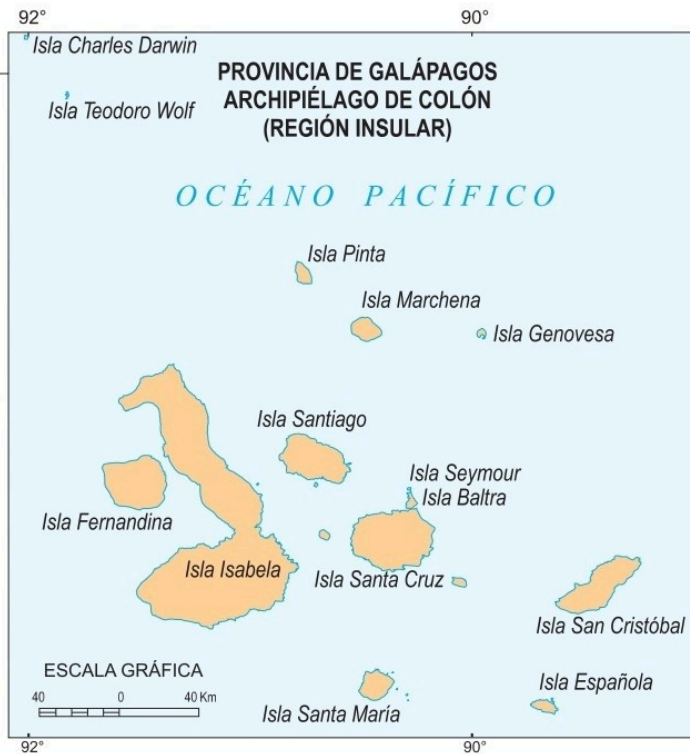 92°
90°
Isla Charles Darwin
PROVINCIA DE GALÁPAGOS
ARCHIPIÉLAGO DE COLÓN
(REGIÓN INSULAR)
Isla Teodoro Wolf
OCÉANO PACÍFICO
Isla Pinta
Isla Marchena
Isla Genovesa
Isla Santiago
Isla Seymour
Isla Baltra
Isla Fernandina
Isla Isabela
Isla Santa Cruz
Isla San Cristóbal
ESCALA GRÁFICA
40 0 40 Km
Isla Española
Isla Santa María
92°
90°